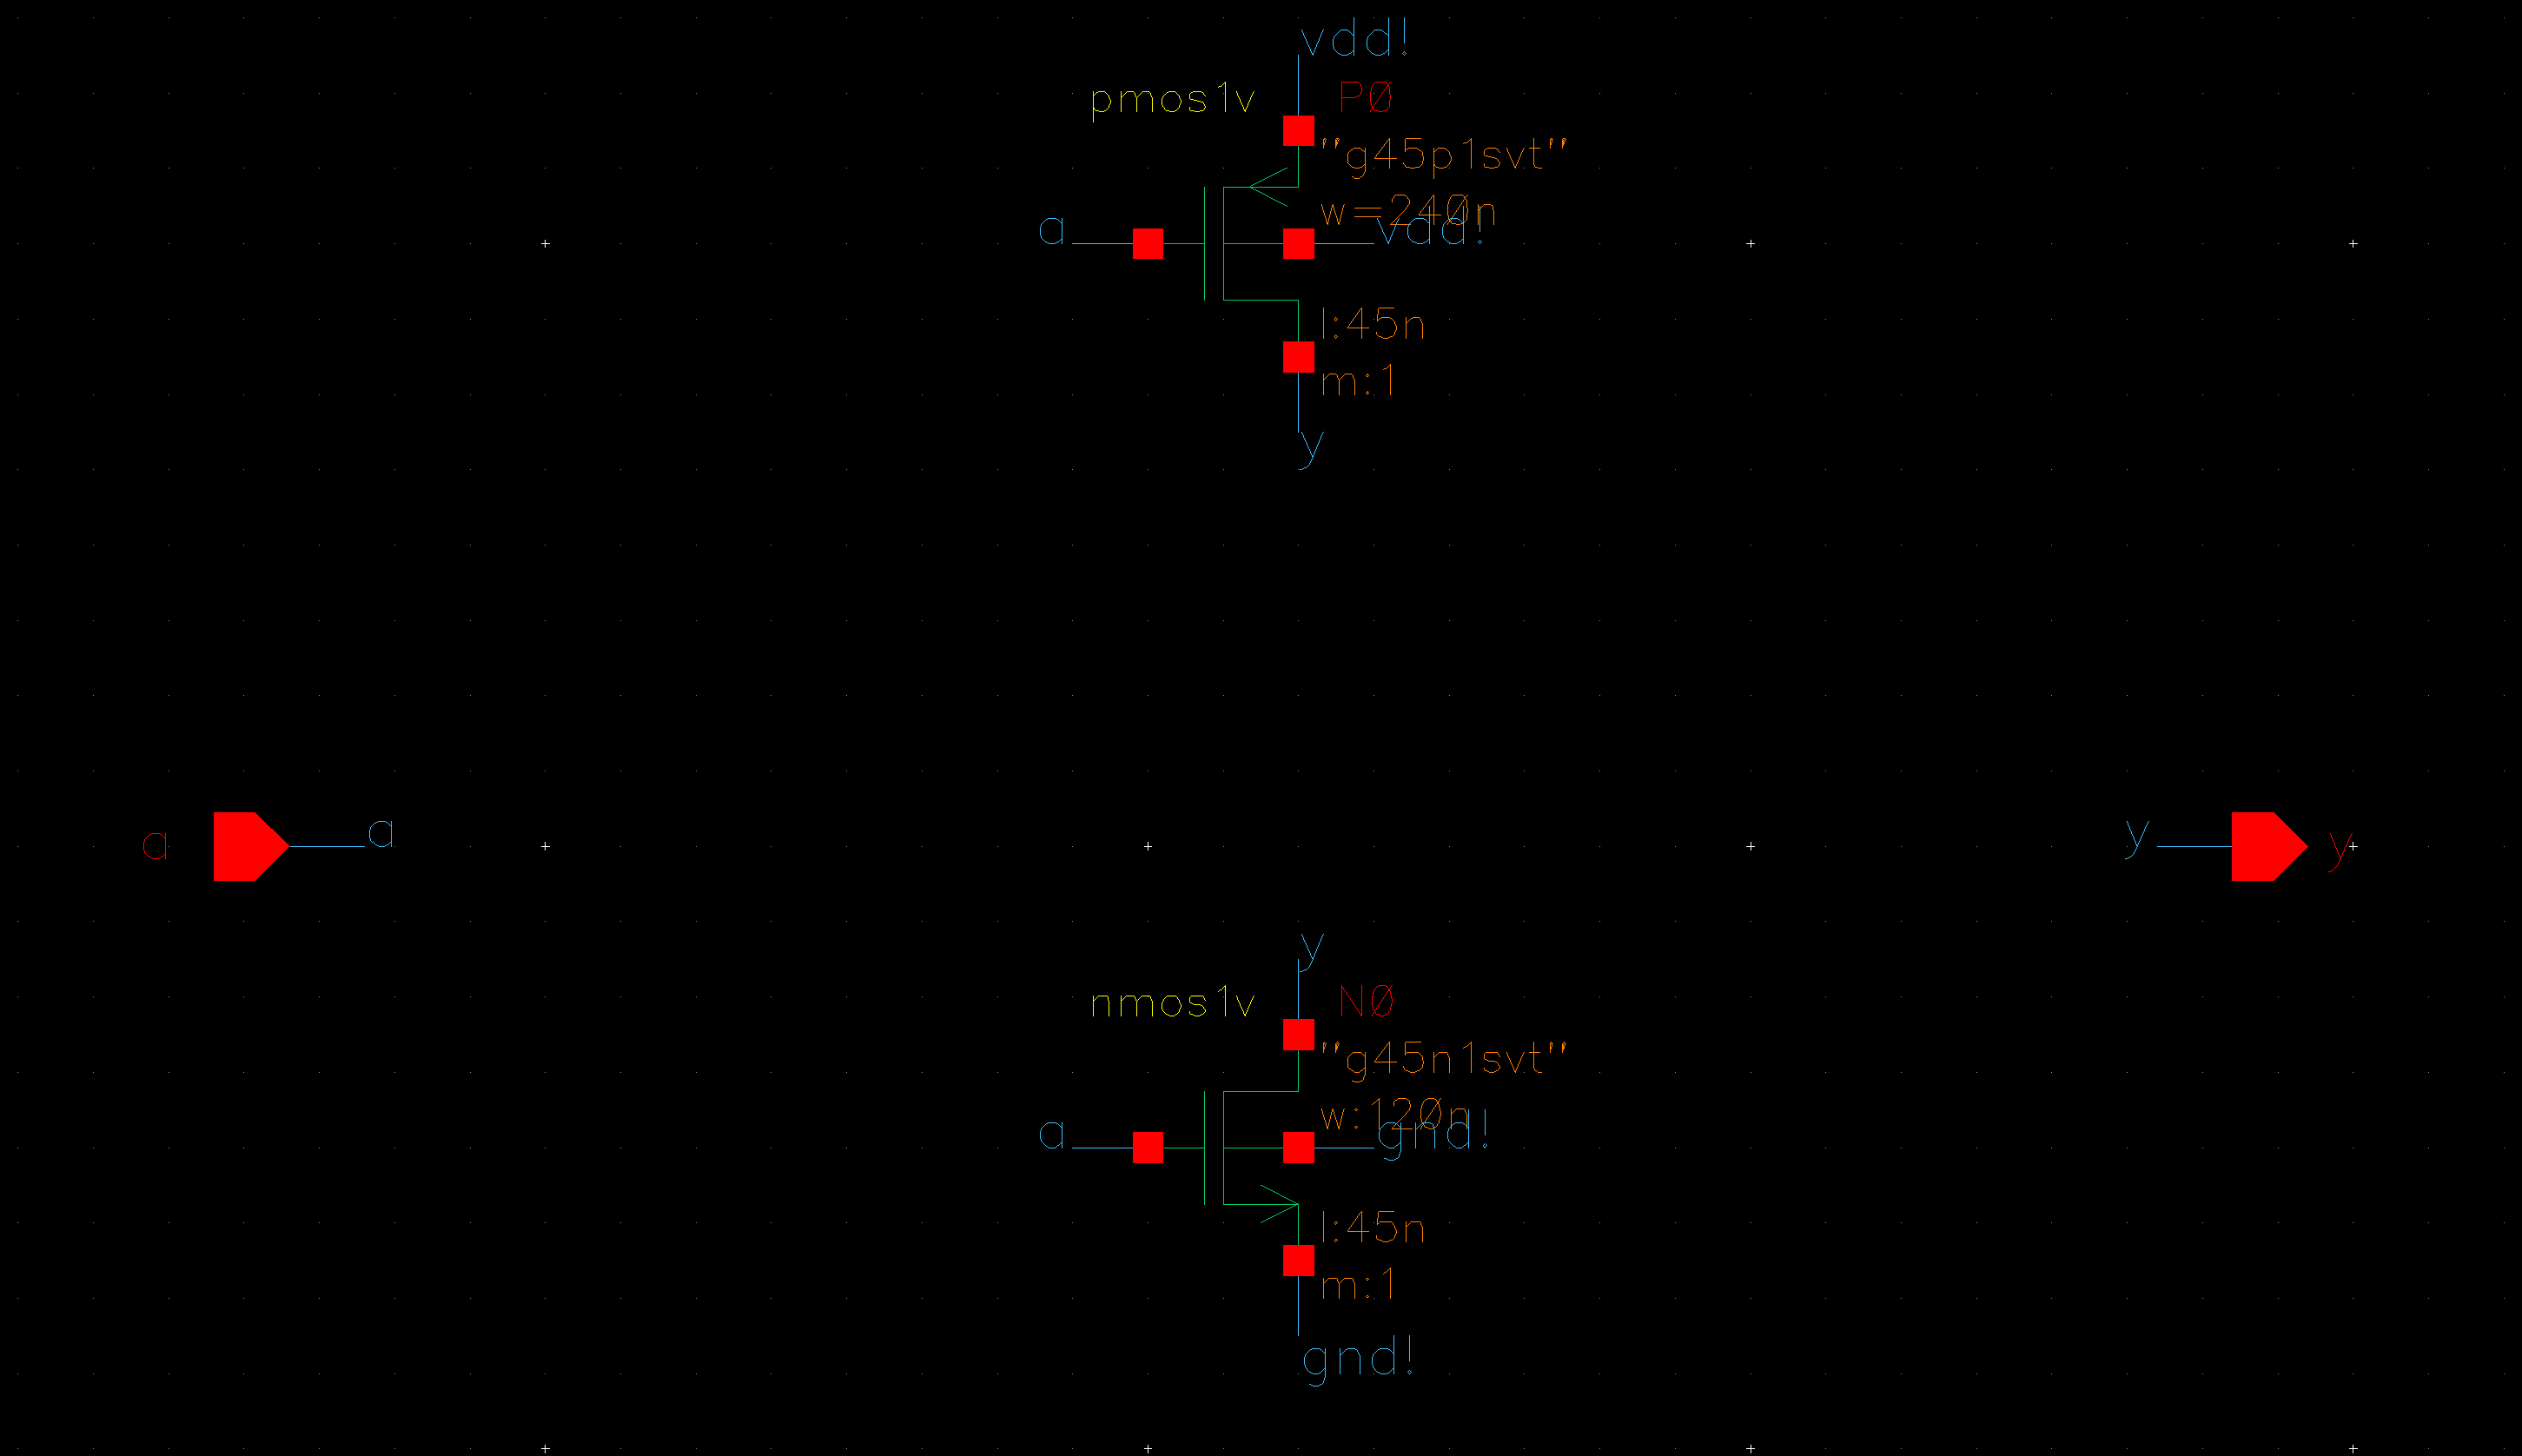 vdd!
pmos1v P0
"g45p1svt"
w=240n
a vdd!
l:45n
m:1
y
a a
y y
y
nmos1v N0
"g45n1svt"
w:120n
a gnd!
l:45n
m:1
gnd!